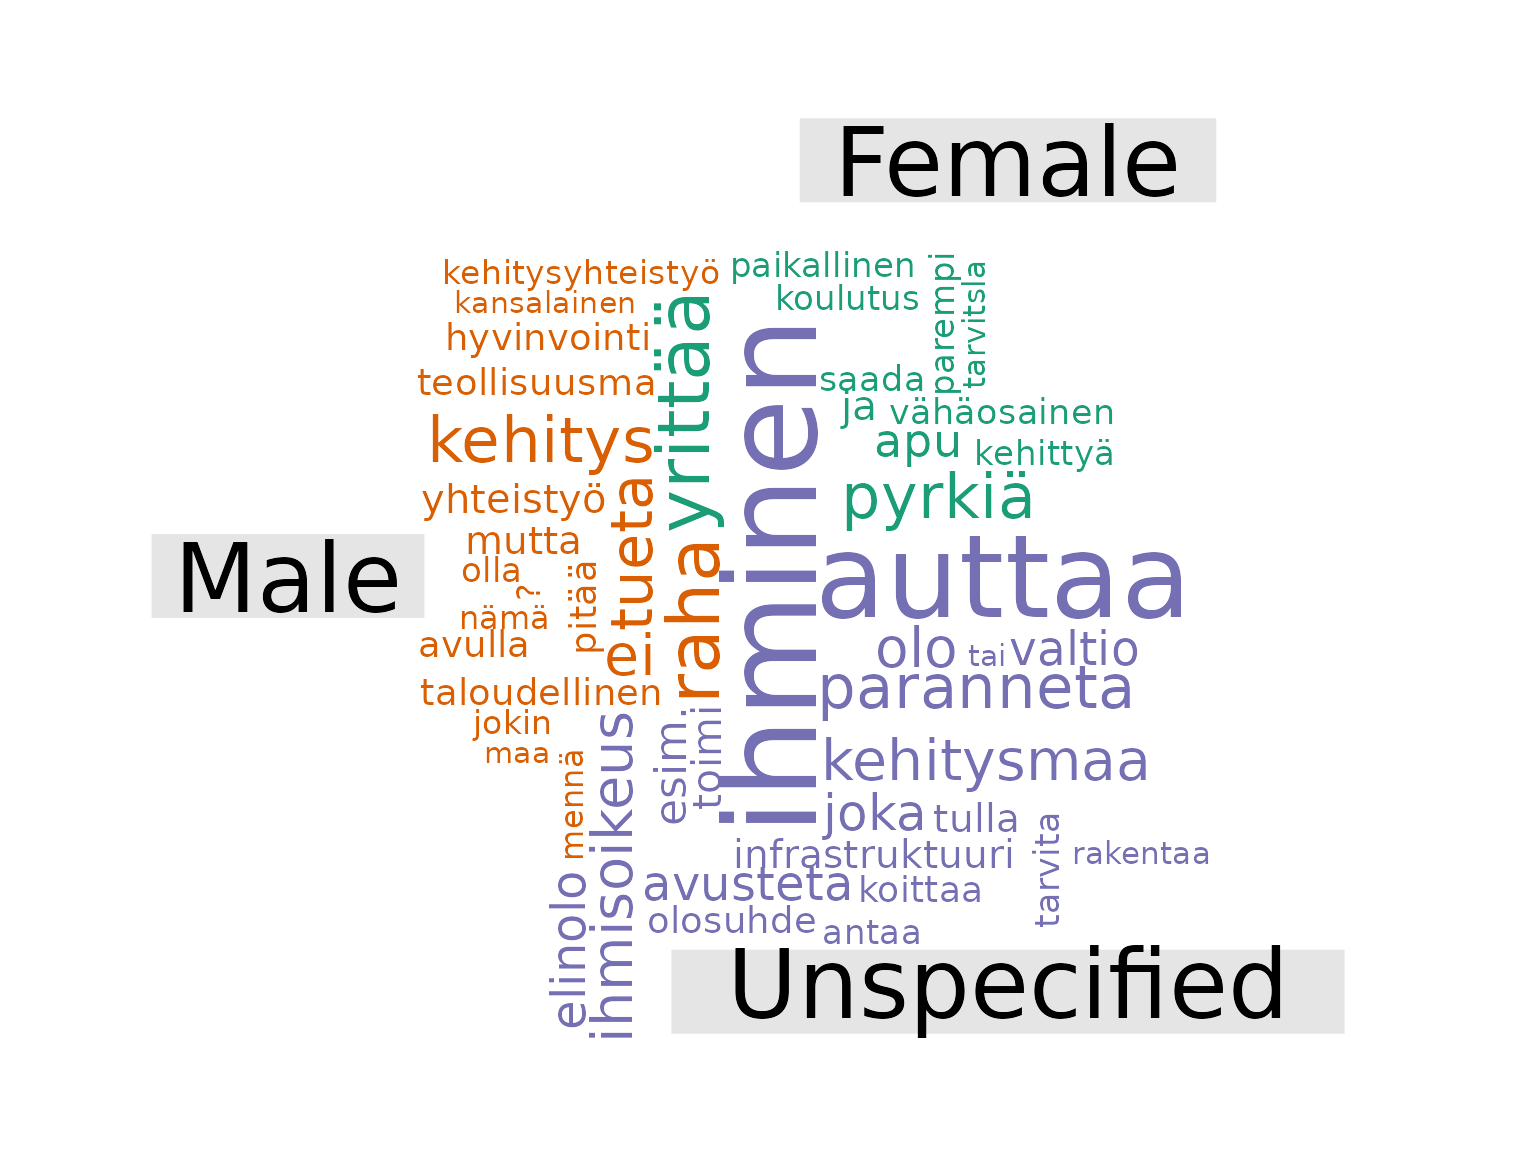 Female
kehitysyhteistyö
kansalainen
hyvinvointi
teollisuusma
kehitys
yhteistyö
mutta
olla
?
nämä
pitää
avulla
ei
tueta
raha
taloudellinen
jokin
maa
mennä
Male
yrittää
paikallinen
koulutus
parempi
tarvitsla
saada
ja
vähäosainen
apu
kehittyä
pyrkiä
ihminen
auttaa
olo
tai
valtio
paranneta
kehitysmaa
joka
tulla
esim.
toimi
infrastruktuuri
tarvita
rakentaa
avusteta
koittaa
olosuhde
antaa
elinolo
ihmisoikeus
Unspecified